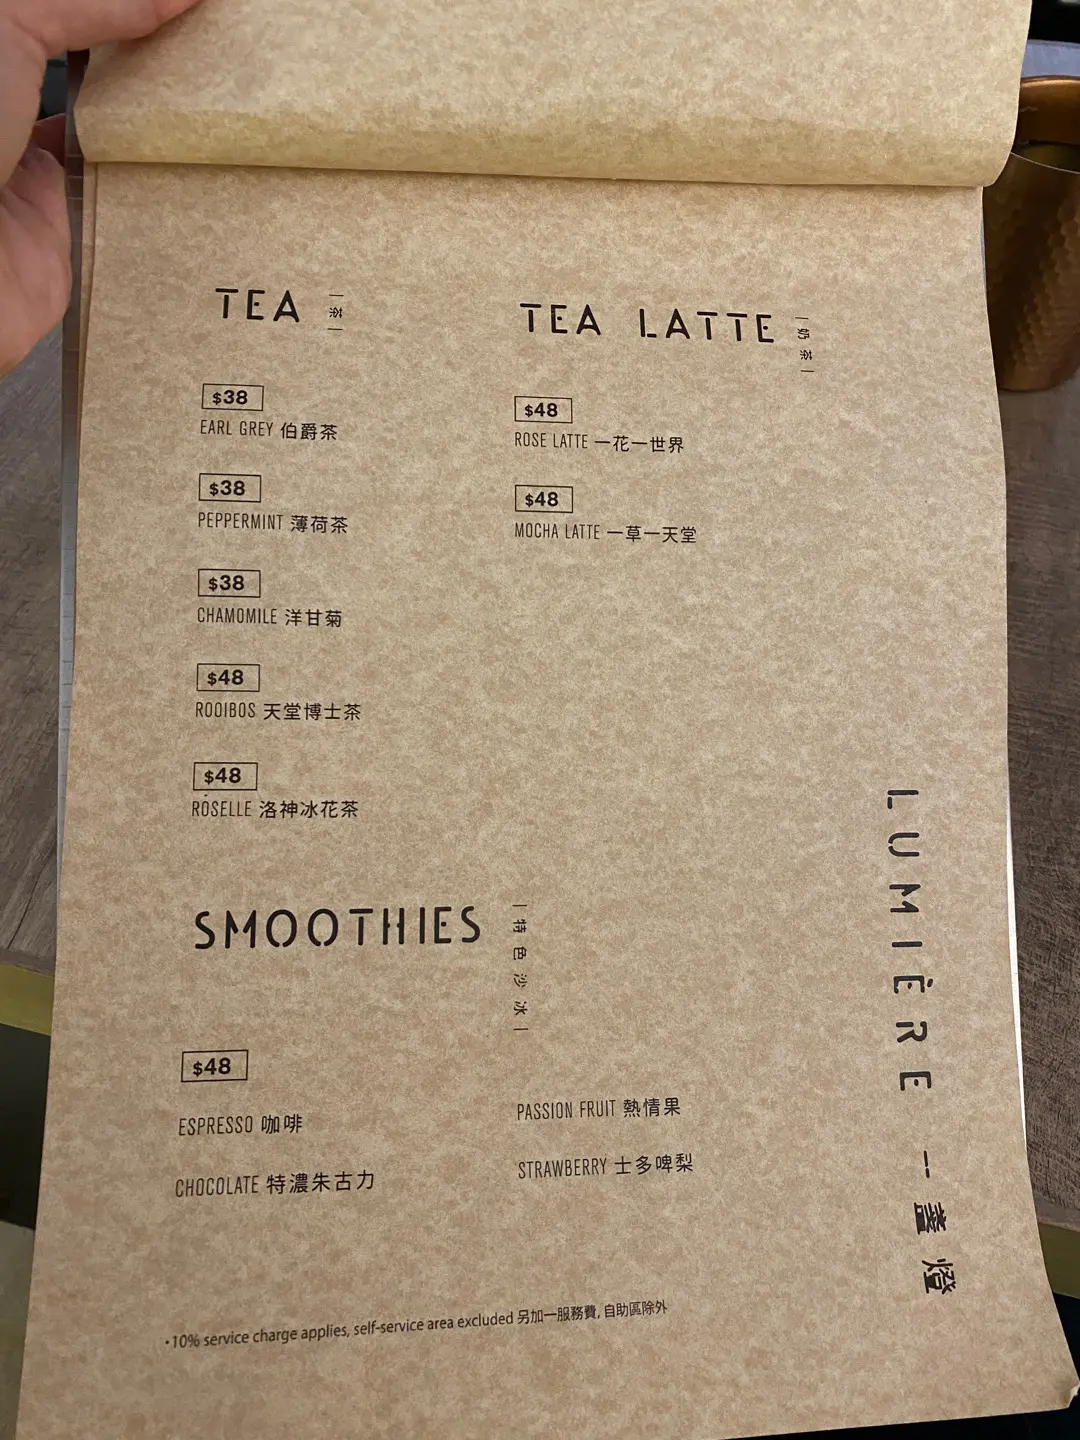 TEA 茶
$38
EARL GREY 伯爵茶
$38
PEPPERMINT 薄荷茶
$38
CHAMOMILE 洋甘菊
$48
ROOIBOS 天堂博士茶
$48
ROSELLE 洛神冰花茶
TEA LATTE 奶茶
$48
ROSE LATTE 一花一世界
$48
MOCHA LATTE 一草一天堂
SMOOTHIES 特色沙冰
$48
ESPRESSO 咖啡
CHOCOLATE 特濃朱古力
PASSION FRUIT 熱情果
STRAWBERRY 士多啤梨
LUMIÉRE 一盞燈
•10% service charge applies, self-service area excluded 另加一服務費, 自助區除外